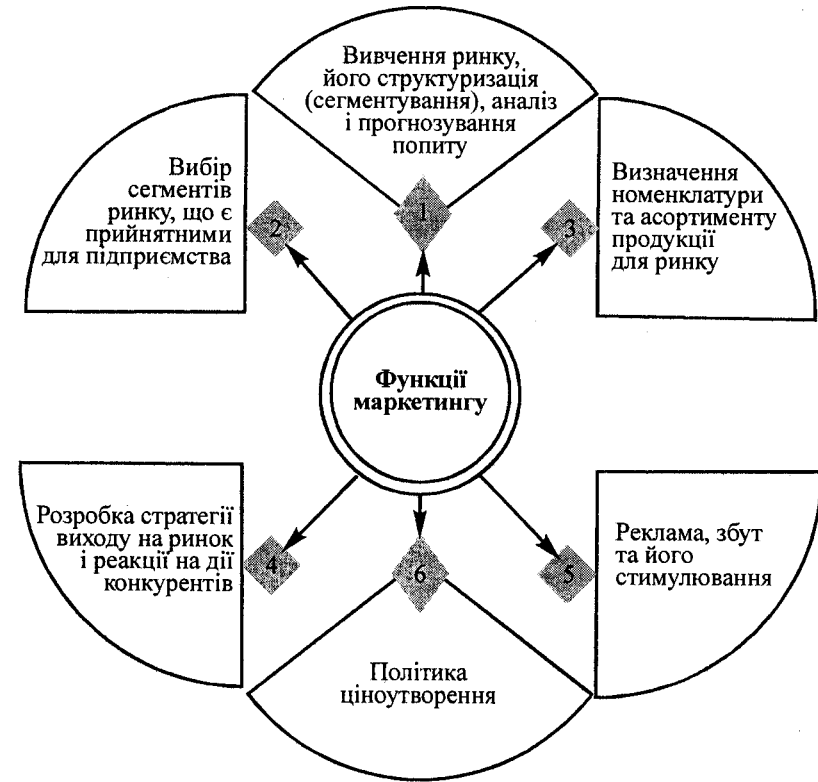 Вивчення ринку,
його структуризація
(сегментування), аналіз
і прогнозування
попиту
1
Вибір
сегментів
ринку, що є
прийнятними
для підприємства
2
Визначення
номенклатури
та асортименту
продукції
для ринку
3
Функції
маркетингу
Розробка стратегії
виходу на ринок
і реакції на дії
конкурентів
4
Реклама, збут
та його
стимулювання
5
6
Політика
ціноутворення